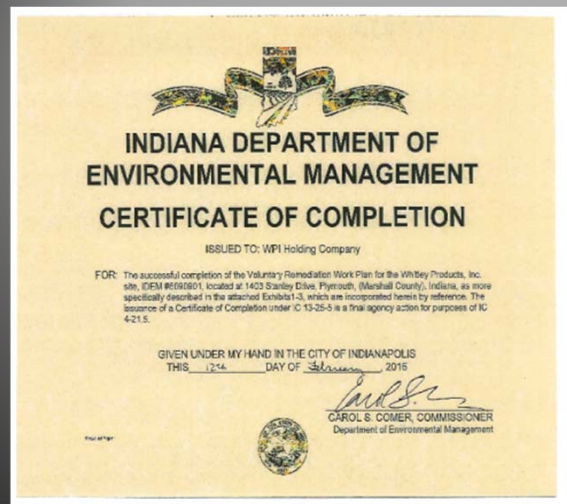 INDIANA DEPARTMENT OF
ENVIRONMENTAL MANAGEMENT
CERTIFICATE OF COMPLETION
ISSUED TO: WPI Holding Company
FOR: The successful completion of the Voluntary Remediation Work Plan for the Whitley Products, Inc.
site, IDEM #6090901, located at 1403 Stanley Drive, Plymouth, (Marshall County), Indiana, as more
specifically described in the attached Exhibits1-3, which are incorporated herein by reference. The
issuance of a Certificate of Completion under IC 13-25-5 is a final agency action for purposes of IC
4-21.5.
GIVEN UNDER MY HAND IN THE CITY OF INDIANAPOLIS
THIS 12th DAY OF February, 2016
CAROL S. COMER, COMMISSIONER
Department of Environmental Management